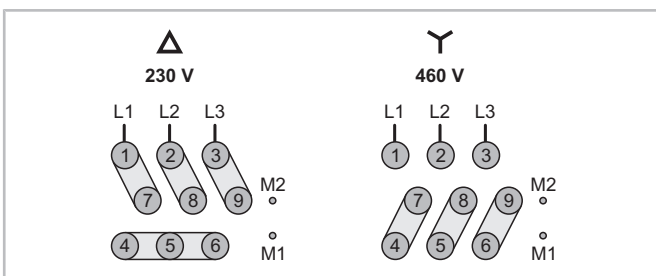 Δ Y
230 V 460 V
L1 L2 L3 L1 L2 L3
1 2 3 1 2 3
7 8 9 M2 7 8 9 M2
4 5 6 M1 4 5 6 M1